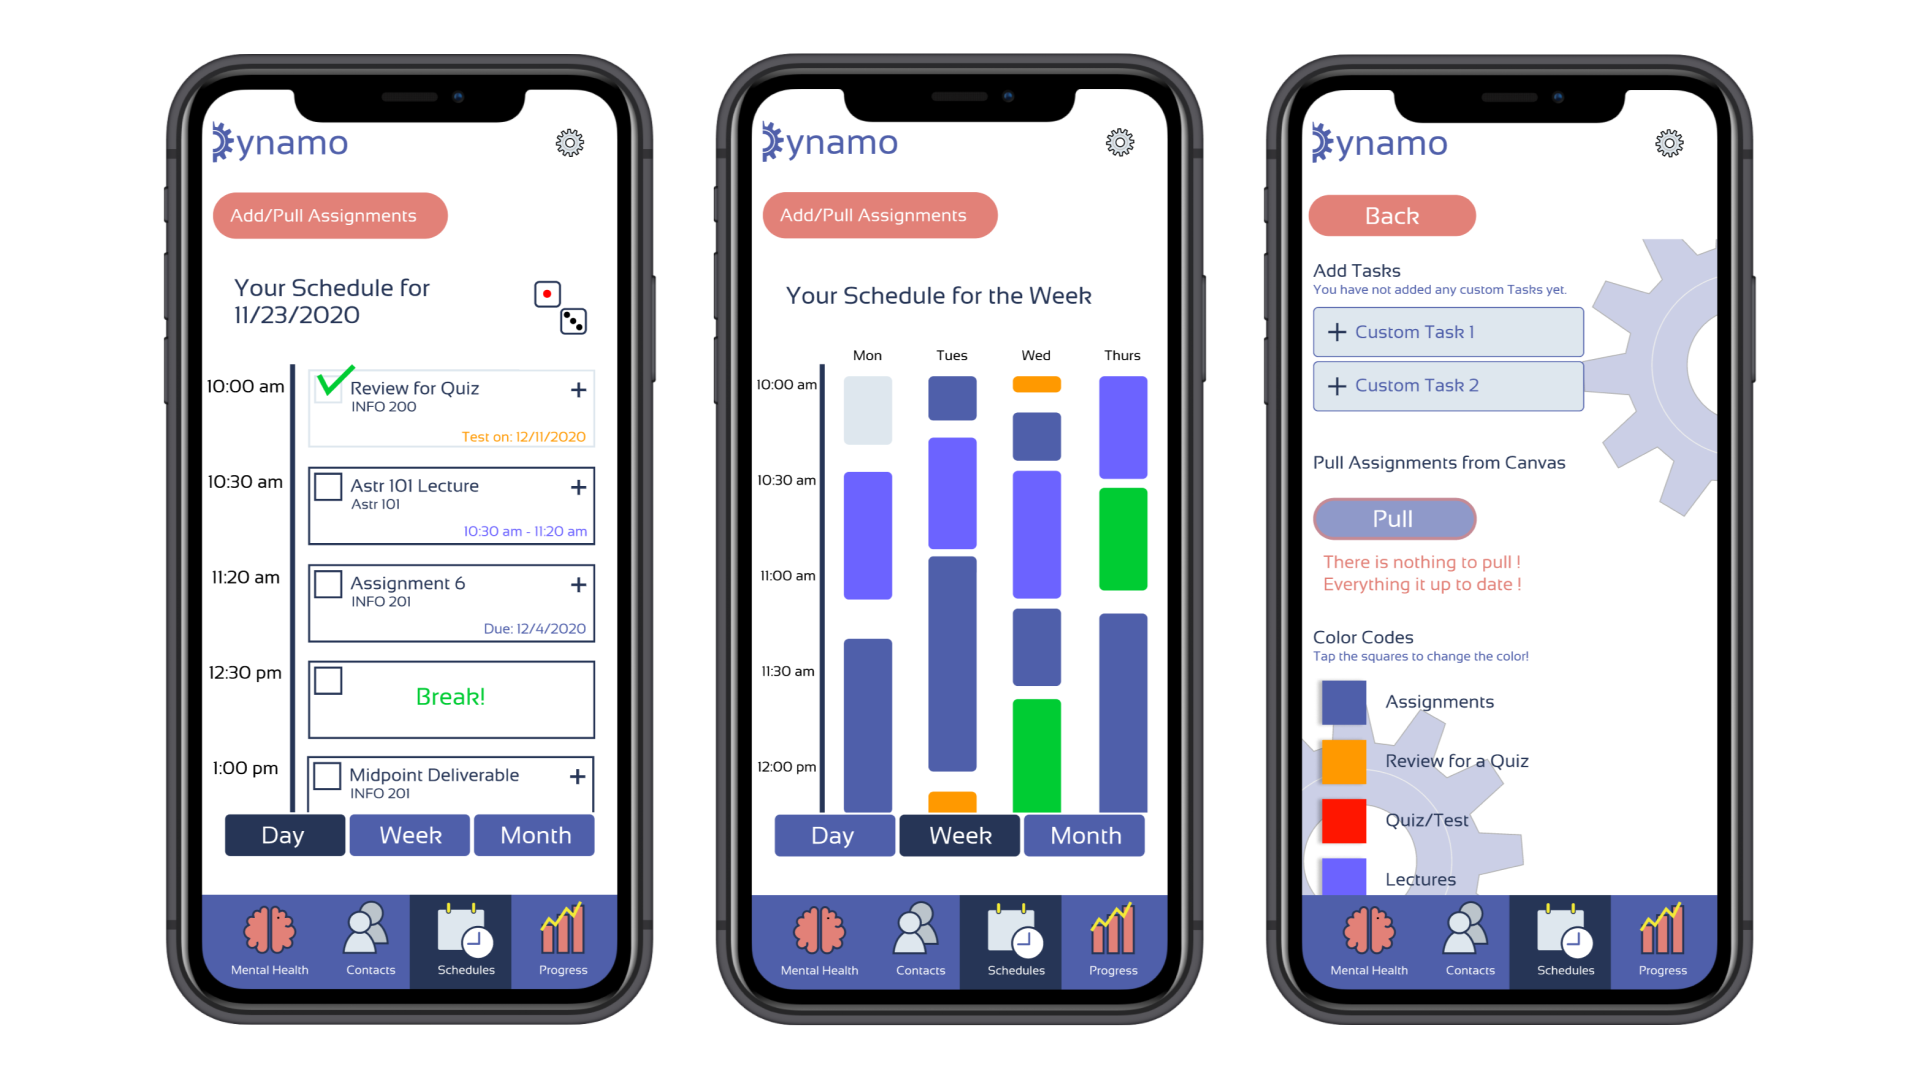 Dynamo
Add/Pull Assignments
Your Schedule for
11/23/2020
10:00 am
Review for Quiz
INFO 200
Test on: 12/11/2020
10:30 am
Astr 101 Lecture
Astr 101
10:30 am - 11:20 am
11:20 am
Assignment 6
INFO 201
Due: 12/4/2020
12:30 pm
Break!
1:00 pm
Midpoint Deliverable
INFO 201
Day Week Month
Mental Health Contacts Schedules Progress
Dynamo
Add/Pull Assignments
Your Schedule for the Week
Mon Tues Wed Thurs
10:00 am
10:30 am
11:00 am
11:30 am
12:00 pm
Day Week Month
Mental Health Contacts Schedules Progress
Dynamo
Back
Add Tasks
You have not added any custom Tasks yet.
+ Custom Task 1
+ Custom Task 2
Pull Assignments from Canvas
Pull
There is nothing to pull !
Everything it up to date !
Color Codes
Tap the squares to change the color!
Assignments
Review for a Quiz
Quiz/Test
Lectures
Mental Health Contacts Schedules Progress